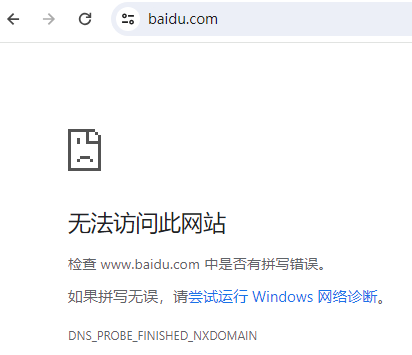 baidu.com
无法访问此网站
检查 www.baidu.com 中是否有拼写错误。
如果拼写无误，请尝试运行 Windows 网络诊断。
DNS_PROBE_FINISHED_NXDOMAIN